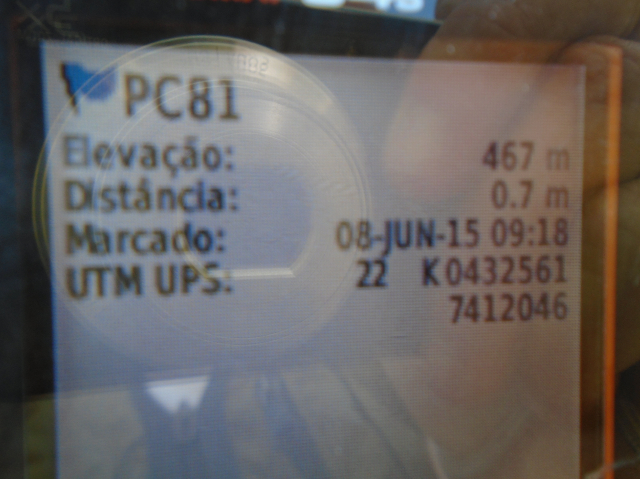 PC81
Elevação: 467 m
Distância: 0.7 m
Marcado: 08-JUN-15 09:18
UTM UPS: 22 K 0432561
7412046